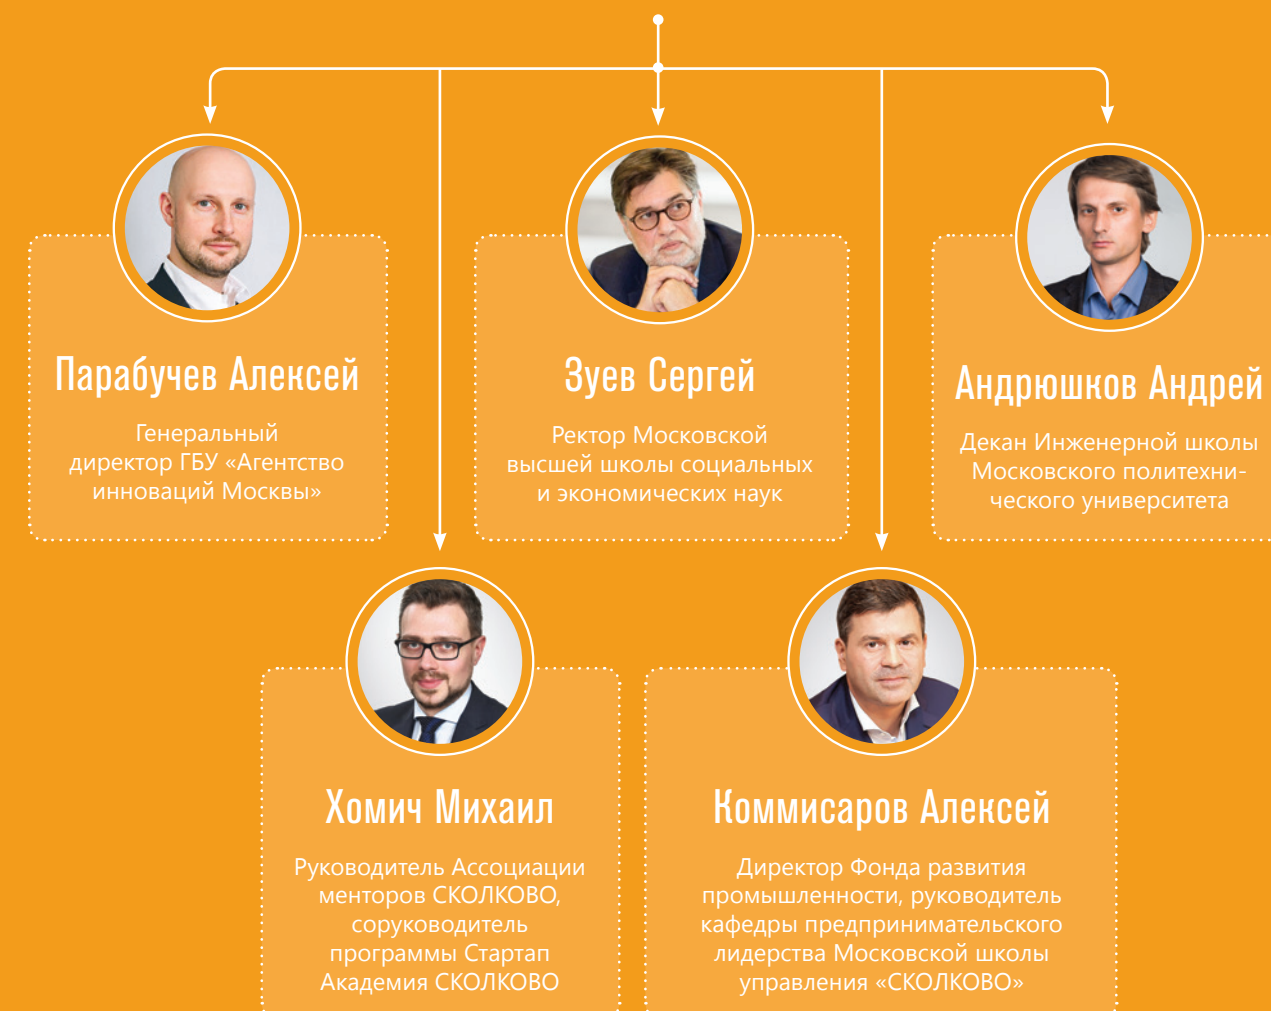 Парабучев Алексей
Генеральный
директор ГБУ «Агентство
инноваций Москвы»
Зуев Сергей
Ректор Московской
высшей школы социальных
и экономических наук
Андрюшков Андрей
Декан Инженерной школы
Московского политехни-
ческого университета
Хомич Михаил
Руководитель Ассоциации
менторов СКОЛКОВО,
соруководитель
программы Стартап
Академия СКОЛКОВО
Коммисаров Алексей
Директор Фонда развития
промышленности, руководитель
кафедры предпринимательского
лидерства Московской школы
управления «СКОЛКОВО»